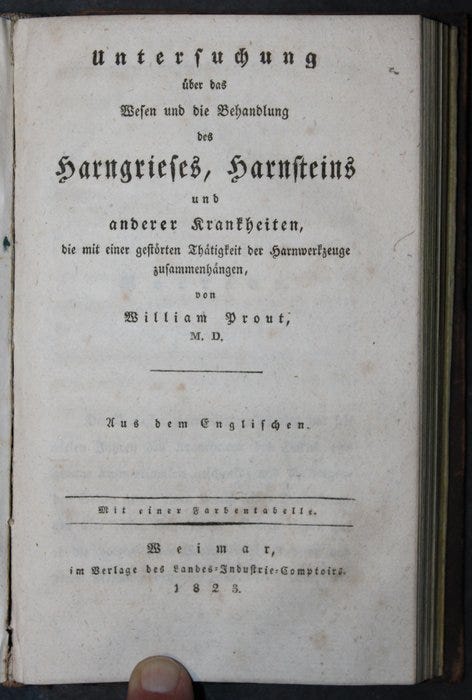 Unterſuchung
über das
Weſen und die Behandlung
des
Harngrieſes, Harnſteins
und
anderer Krankheiten,
die mit einer geſtörten Thätigkeit der Harnwerkzeuge
zuſammenhängen,
von
William Prout,
M. D.
Aus dem Engliſchen.
Mit einer Farbentabelle.
Weimar,
im Verlage des Landes-Induſtrie-Comptoirs.
1823.